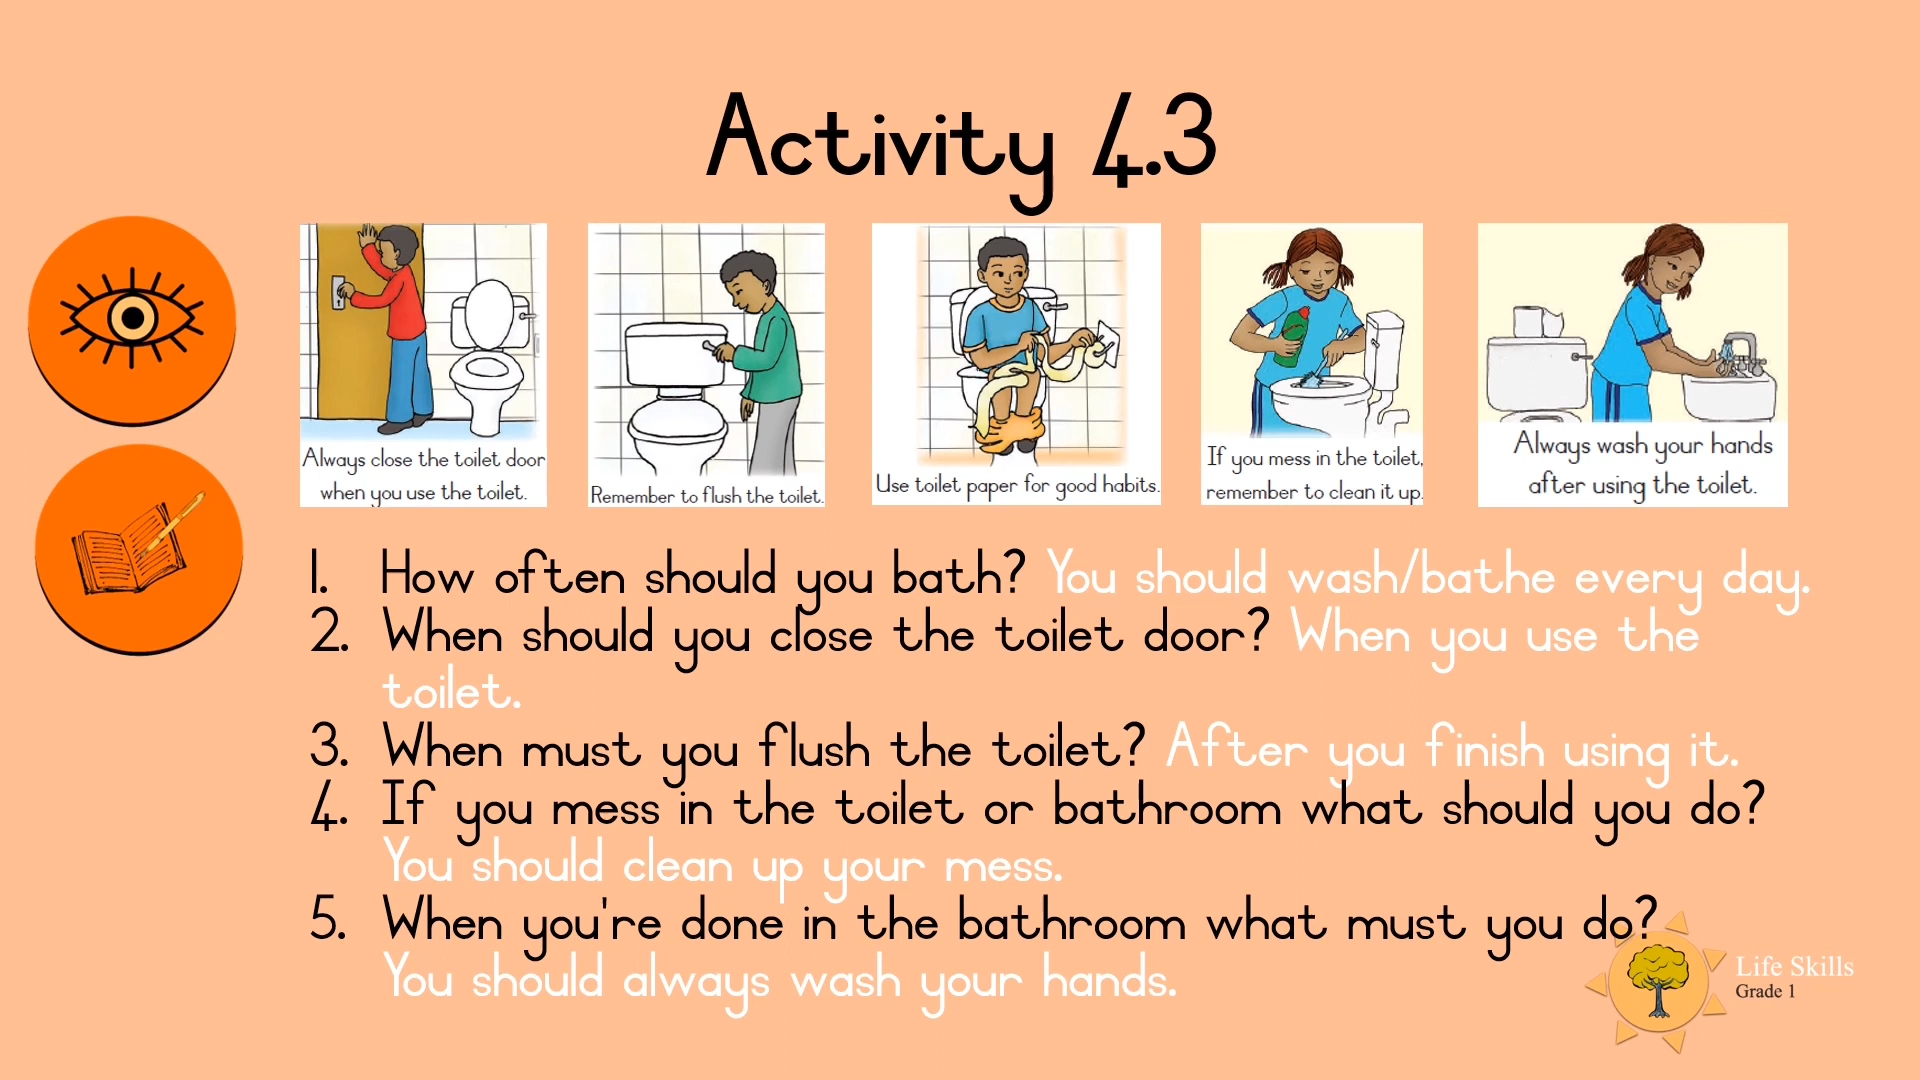 Activity 4.3
Always close the toilet door
when you use the toilet.
Remember to flush the toilet.
Use toilet paper for good habits.
If you mess in the toilet,
remember to clean it up.
Always wash your hands
after using the toilet.
1. How often should you bath? You should wash/bathe every day.
2. When should you close the toilet door? When you use the
toilet.
3. When must you flush the toilet? After you finish using it.
4. If you mess in the toilet or bathroom what should you do?
You should clean up your mess.
5. When you're done in the bathroom what must you do?
You should always wash your hands.
Life Skills
Grade 1